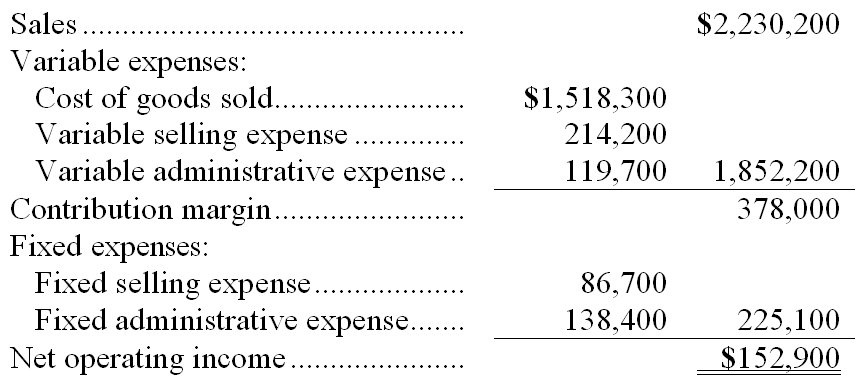 Sales ............................................. $2,230,200
Variable expenses:
Cost of goods sold....................... $1,518,300
Variable selling expense .............. 214,200
Variable administrative expense.. 119,700 1,852,200
Contribution margin....................... 378,000
Fixed expenses:
Fixed selling expense.................. 86,700
Fixed administrative expense....... 138,400 225,100
Net operating income..................... $152,900